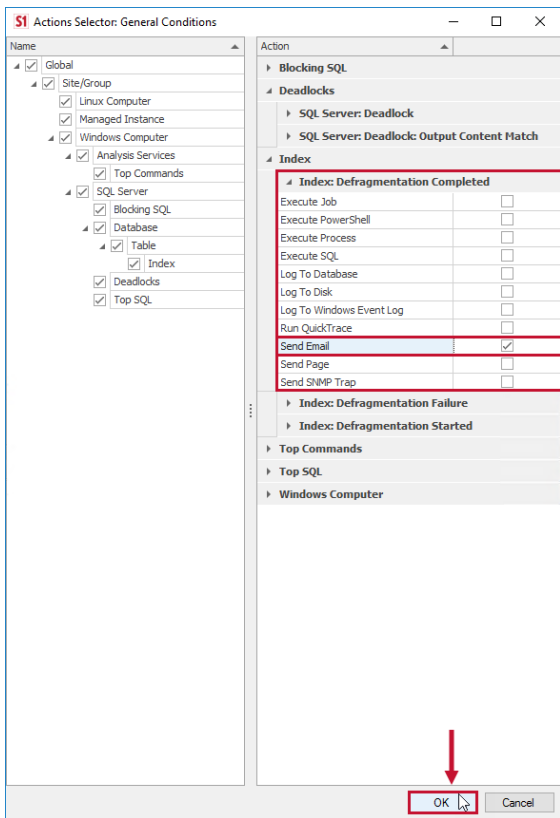 S1 Actions Selector: General Conditions
Name
Global
Site/Group
Linux Computer
Managed Instance
Windows Computer
Analysis Services
Top Commands
SQL Server
Blocking SQL
Database
Table
Index
Deadlocks
Top SQL
Action
Blocking SQL
Deadlocks
SQL Server: Deadlock
SQL Server: Deadlock: Output Content Match
Index
Index: Defragmentation Completed
Execute Job
Execute PowerShell
Execute Process
Execute SQL
Log To Database
Log To Disk
Log To Windows Event Log
Run QuickTrace
Send Email
Send Page
Send SNMP Trap
Index: Defragmentation Failure
Index: Defragmentation Started
Top Commands
Top SQL
Windows Computer
OK
Cancel